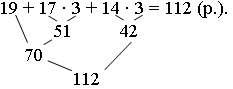 19 + 17 · 3 + 14 · 3 = 112 (р.).
51 42
70
112